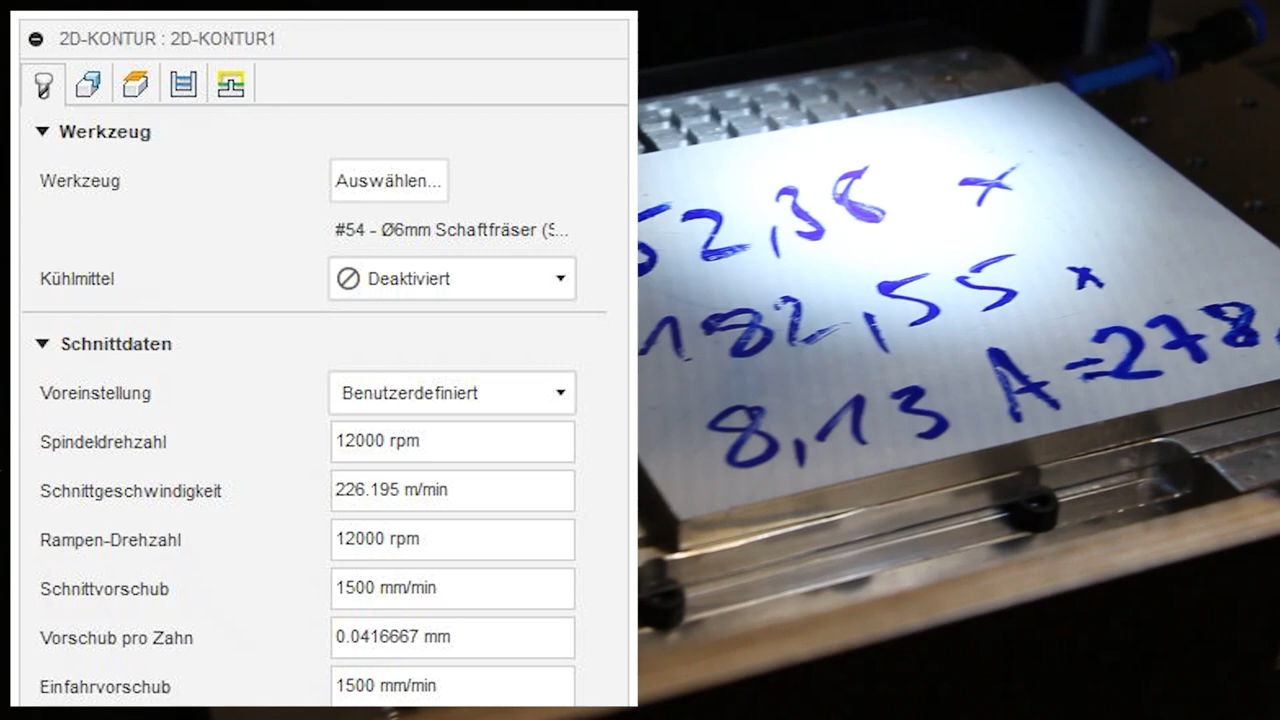 2D-KONTUR : 2D-KONTUR1
Werkzeug
Werkzeug
Auswählen...
#54 - Ø6mm Schaftfräser (S...
Kühlmittel
Deaktiviert
Schnittdaten
Voreinstellung
Benutzerdefiniert
Spindeldrehzahl
12000 rpm
Schnittgeschwindigkeit
226.195 m/min
Rampen-Drehzahl
12000 rpm
Schnittvorschub
1500 mm/min
Vorschub pro Zahn
0.0416667 mm
Einfahrvorschub
1500 mm/min
52,38 x
182,55 x
8,13 A=278,